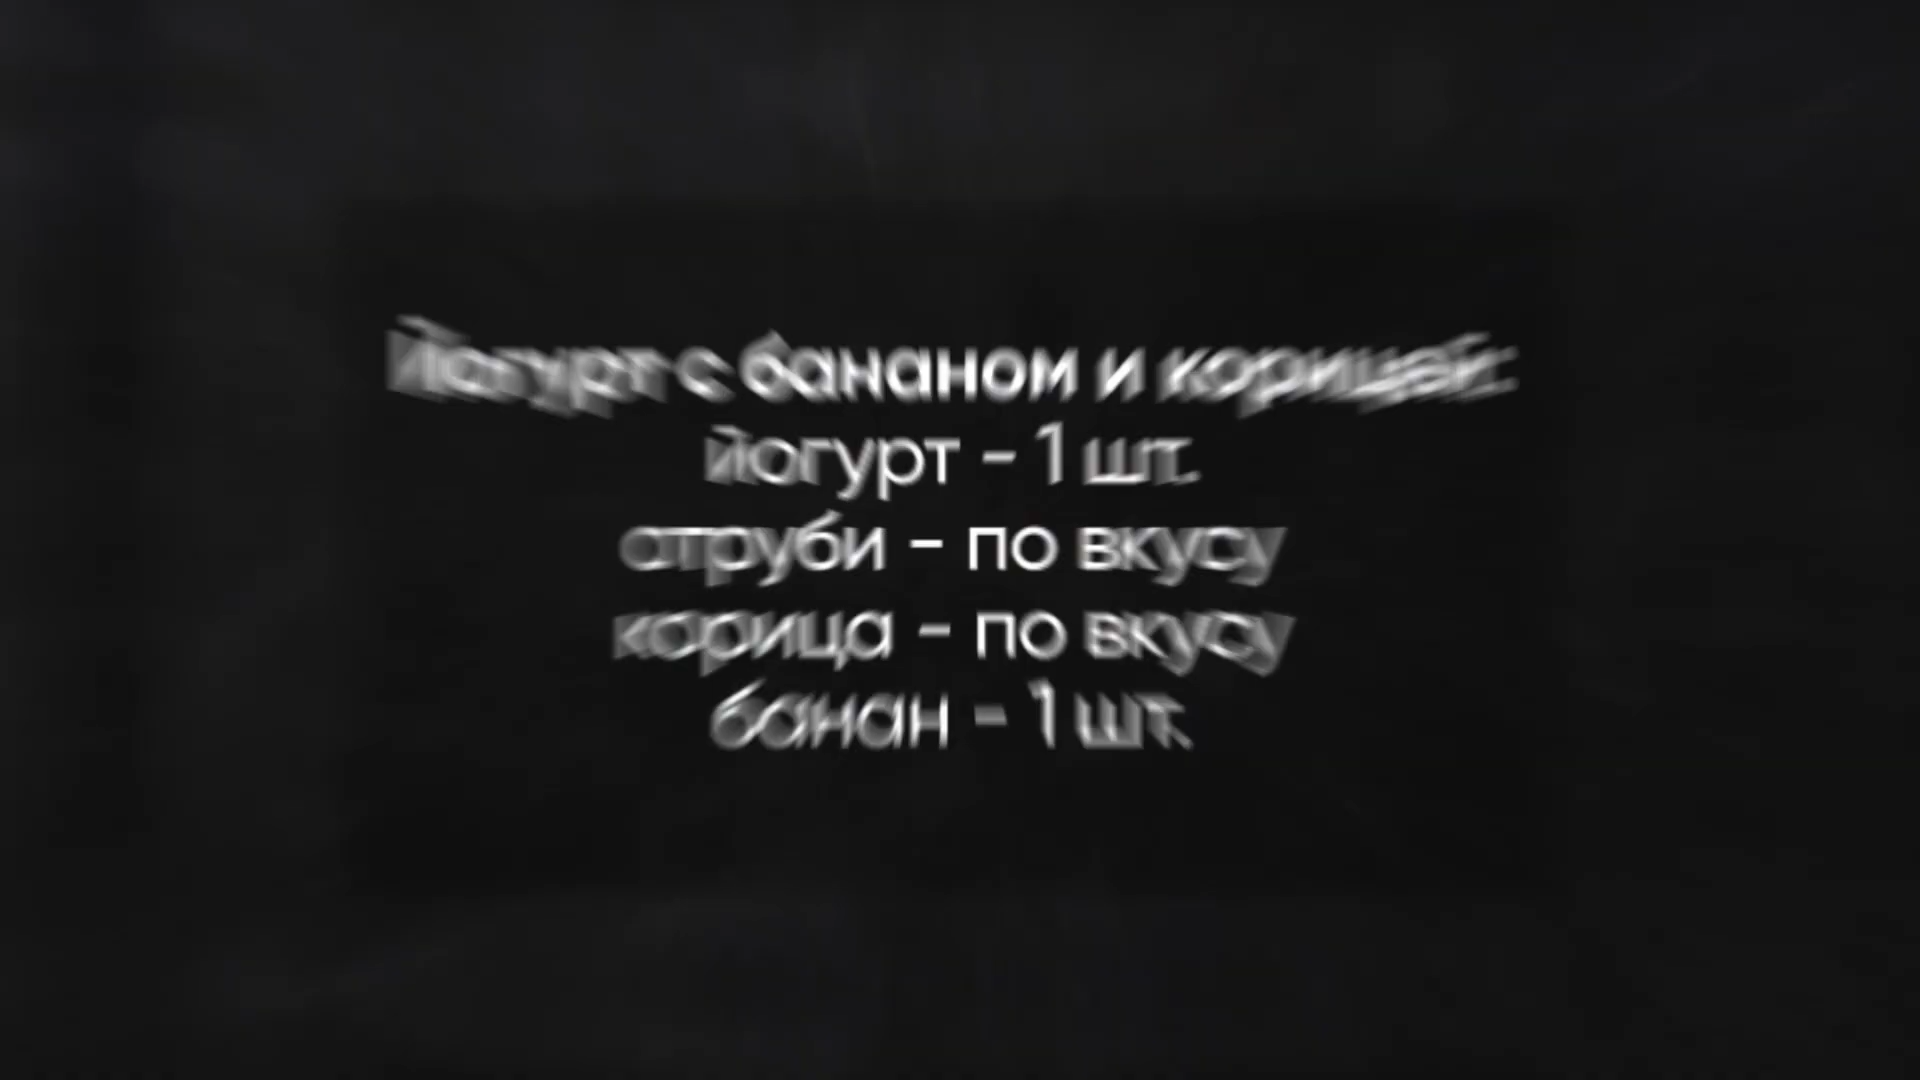 Йогурт с бананом и корицей:
йогурт - 1 шт.
отруби - по вкусу
корица - по вкусу
банан - 1 шт.